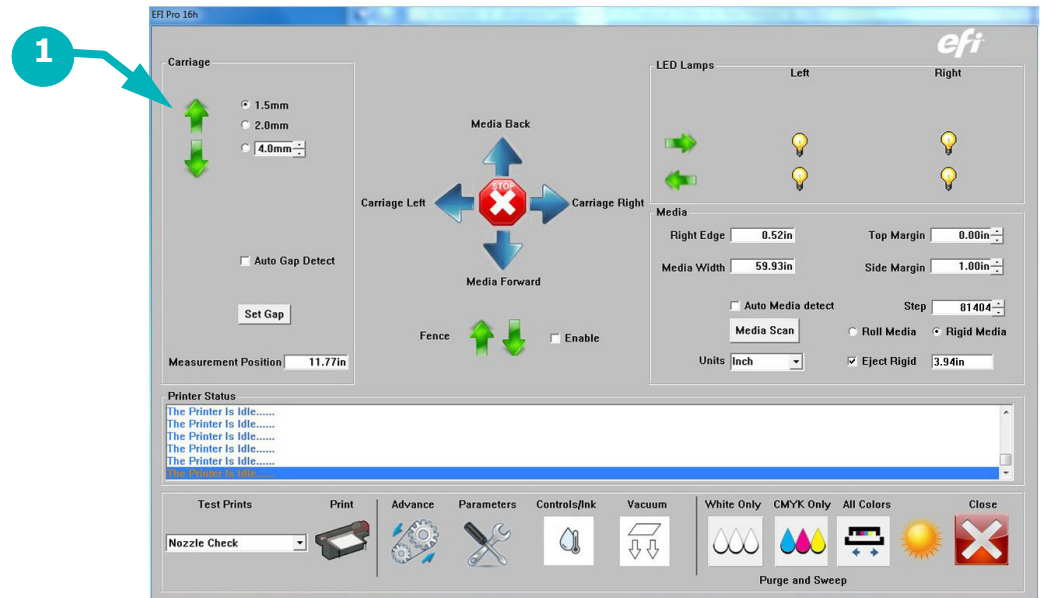 EFI Pro 16h
1
efi
Carriage
1.5mm
2.0mm
4.0mm
Auto Gap Detect
Set Gap
Measurement Position 11.77in
Media Back
Carriage Left
STOP
Carriage Right
Media Forward
Fence
Enable
LED Lamps
Left Right
Media
Right Edge 0.52in Top Margin 0.00in
Media Width 59.93in Side Margin 1.00in
Auto Media detect Step 81404
Media Scan Roll Media Rigid Media
Units Inch Eject Rigid 3.94in
Printer Status
The Printer Is Idle......
The Printer Is Idle......
The Printer Is Idle......
The Printer Is Idle......
The Printer Is Idle......
The Printer Is Idle......
Test Prints Print Advance Parameters Controls/Ink Vacuum White Only CMYK Only All Colors Close
Nozzle Check
Purge and Sweep